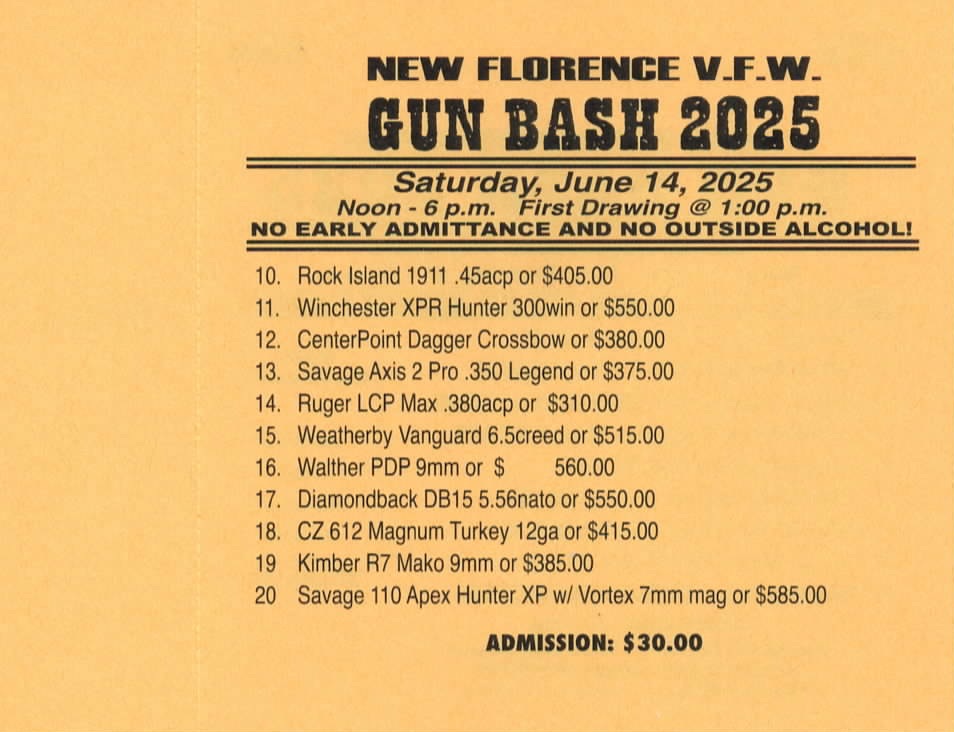 NEW FLORENCE V.F.W.
GUN BASH 2025
Saturday, June 14, 2025
Noon - 6 p.m. First Drawing @ 1:00 p.m.
NO EARLY ADMITTANCE AND NO OUTSIDE ALCOHOL!
10. Rock Island 1911 .45acp or $405.00
11. Winchester XPR Hunter 300win or $550.00
12. CenterPoint Dagger Crossbow or $380.00
13. Savage Axis 2 Pro .350 Legend or $375.00
14. Ruger LCP Max .380acp or $310.00
15. Weatherby Vanguard 6.5creed or $515.00
16. Walther PDP 9mm or $ 560.00
17. Diamondback DB15 5.56nato or $550.00
18. CZ 612 Magnum Turkey 12ga or $415.00
19 Kimber R7 Mako 9mm or $385.00
20 Savage 110 Apex Hunter XP w/ Vortex 7mm mag or $585.00
ADMISSION: $30.00